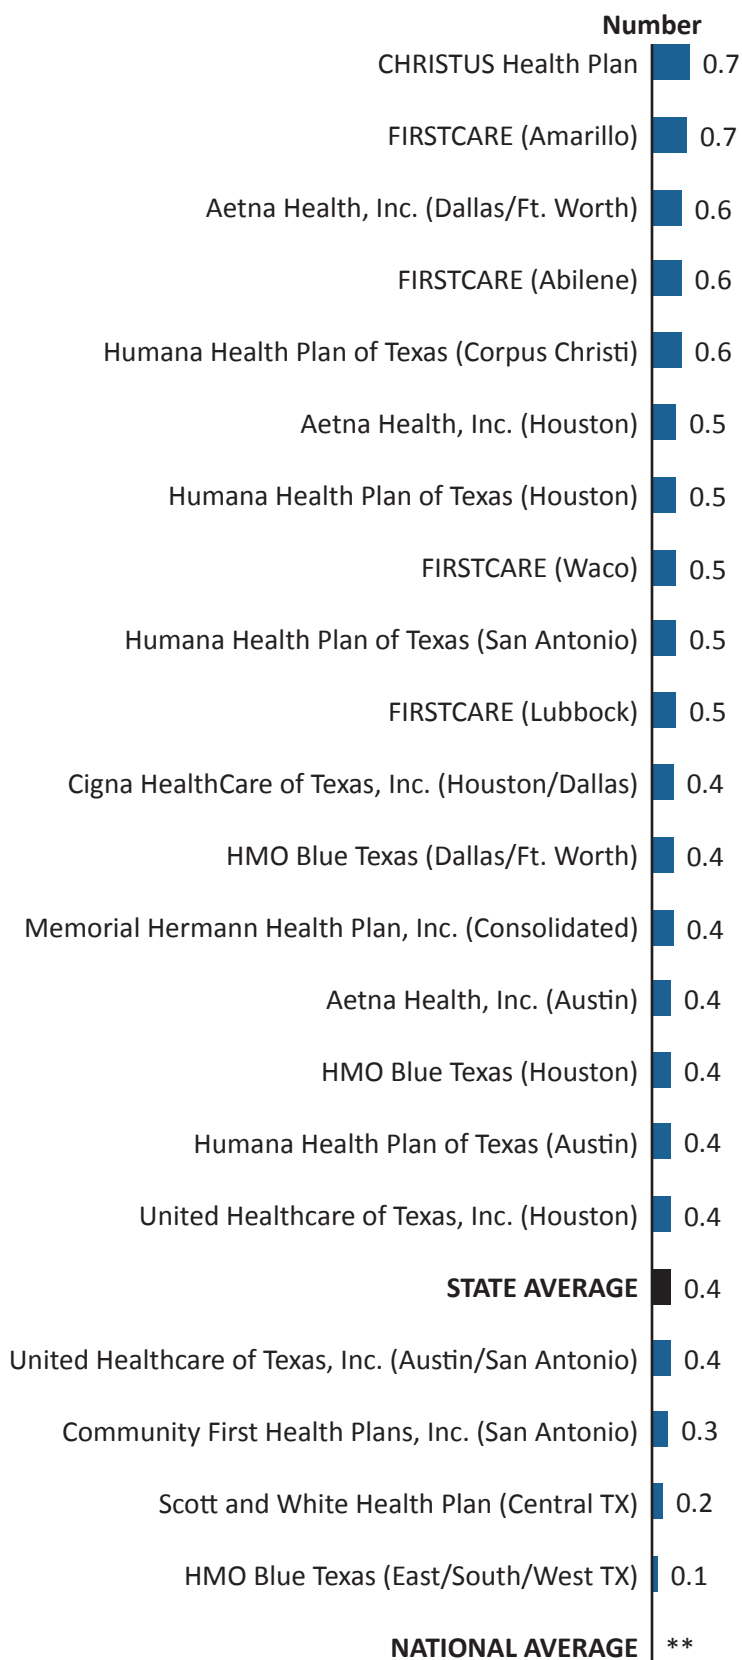 Number
CHRISTUS Health Plan 0.7
FIRSTCARE (Amarillo) 0.7
Aetna Health, Inc. (Dallas/Ft. Worth) 0.6
FIRSTCARE (Abilene) 0.6
Humana Health Plan of Texas (Corpus Christi) 0.6
Aetna Health, Inc. (Houston) 0.5
Humana Health Plan of Texas (Houston) 0.5
FIRSTCARE (Waco) 0.5
Humana Health Plan of Texas (San Antonio) 0.5
FIRSTCARE (Lubbock) 0.5
Cigna HealthCare of Texas, Inc. (Houston/Dallas) 0.4
HMO Blue Texas (Dallas/Ft. Worth) 0.4
Memorial Hermann Health Plan, Inc. (Consolidated) 0.4
Aetna Health, Inc. (Austin) 0.4
HMO Blue Texas (Houston) 0.4
Humana Health Plan of Texas (Austin) 0.4
United Healthcare of Texas, Inc. (Houston) 0.4
STATE AVERAGE 0.4
United Healthcare of Texas, Inc. (Austin/San Antonio) 0.4
Community First Health Plans, Inc. (San Antonio) 0.3
Scott and White Health Plan (Central TX) 0.2
HMO Blue Texas (East/South/West TX) 0.1
NATIONAL AVERAGE **